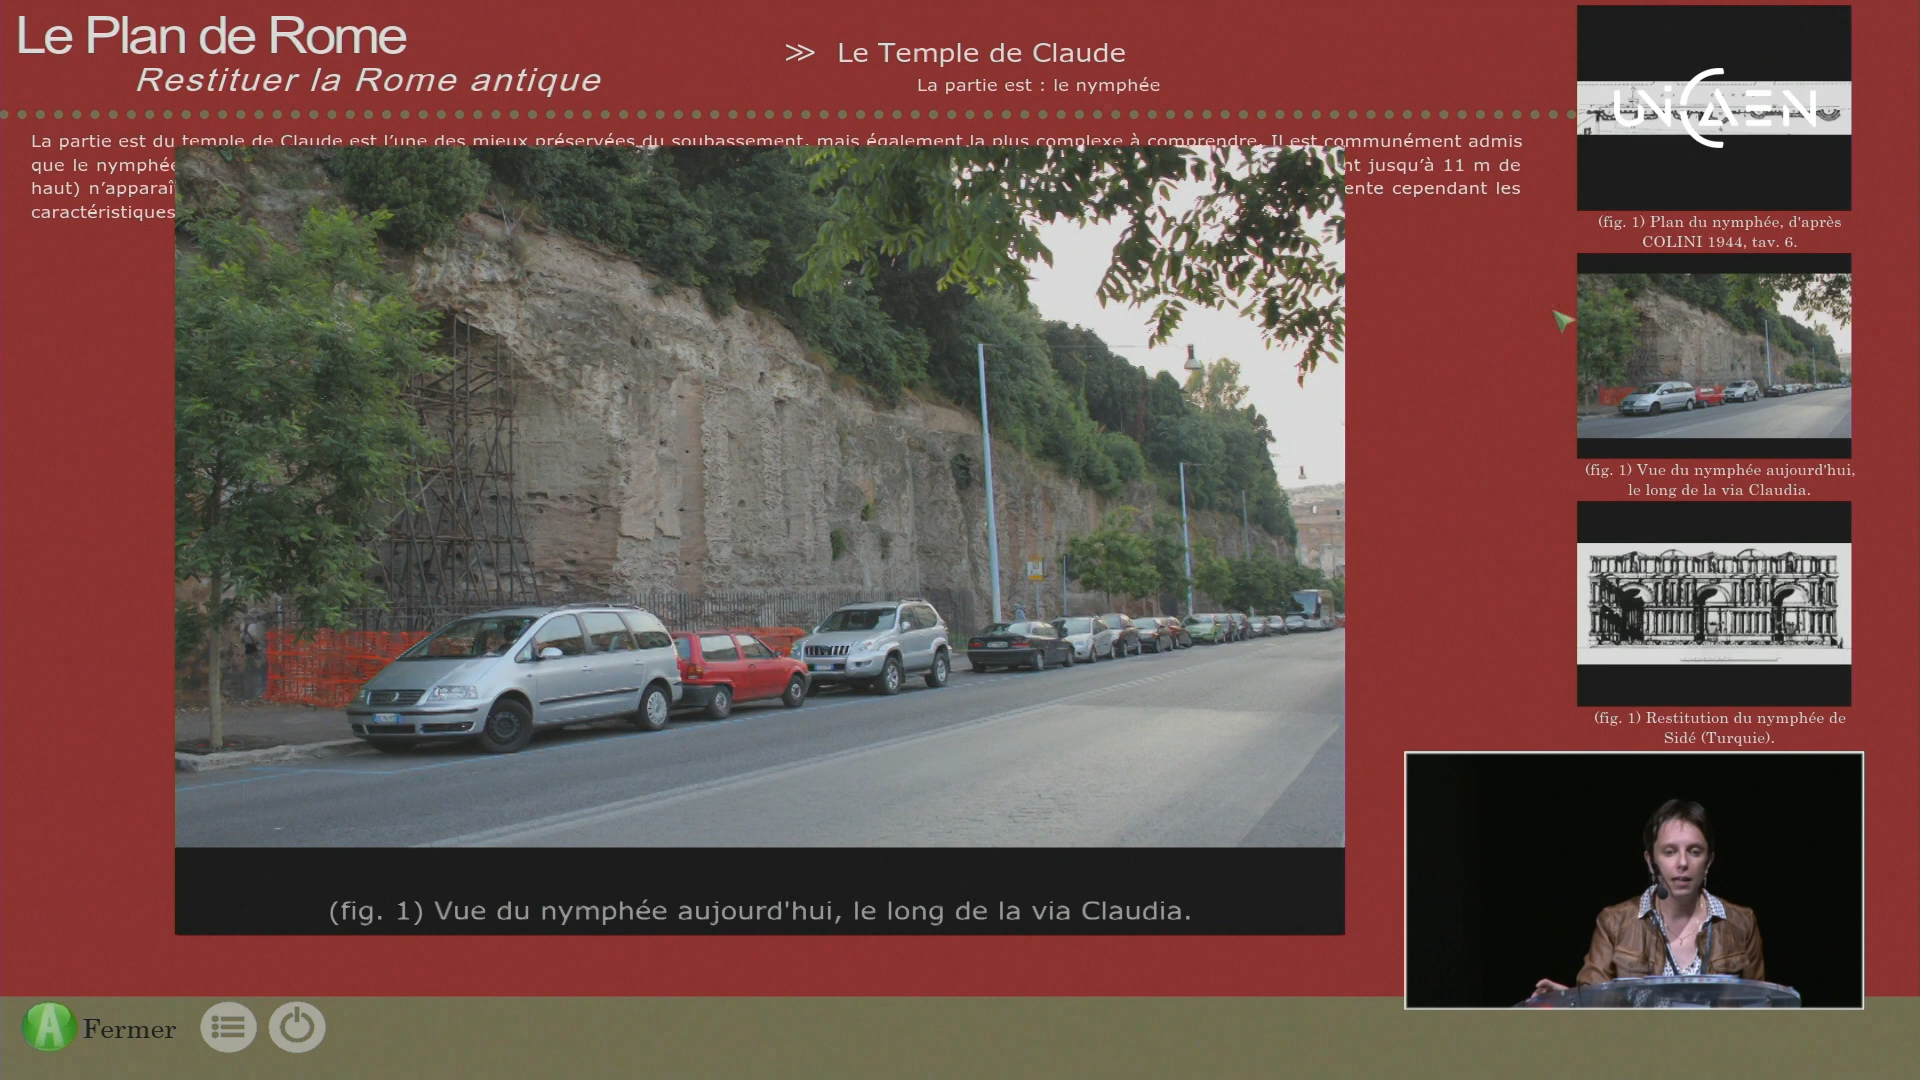 Le Plan de Rome
Restituer la Rome antique
≫ Le Temple de Claude
La partie est : le nymphée
La partie est du temple de Claude est l’une des mieux préservées du soubassement, mais également la plus complexe à comprendre. Il est communément admis
que le nymphée nt jusqu’à 11 m de
haut) n’apparaî ente cependant les
caractéristiques
UNICAEN
(fig. 1) Plan du nymphée, d'après
COLINI 1944, tav. 6.
(fig. 1) Vue du nymphée aujourd'hui,
le long de la via Claudia.
(fig. 1) Restitution du nymphée de
Sidé (Turquie).
(fig. 1) Vue du nymphée aujourd'hui, le long de la via Claudia.
A Fermer